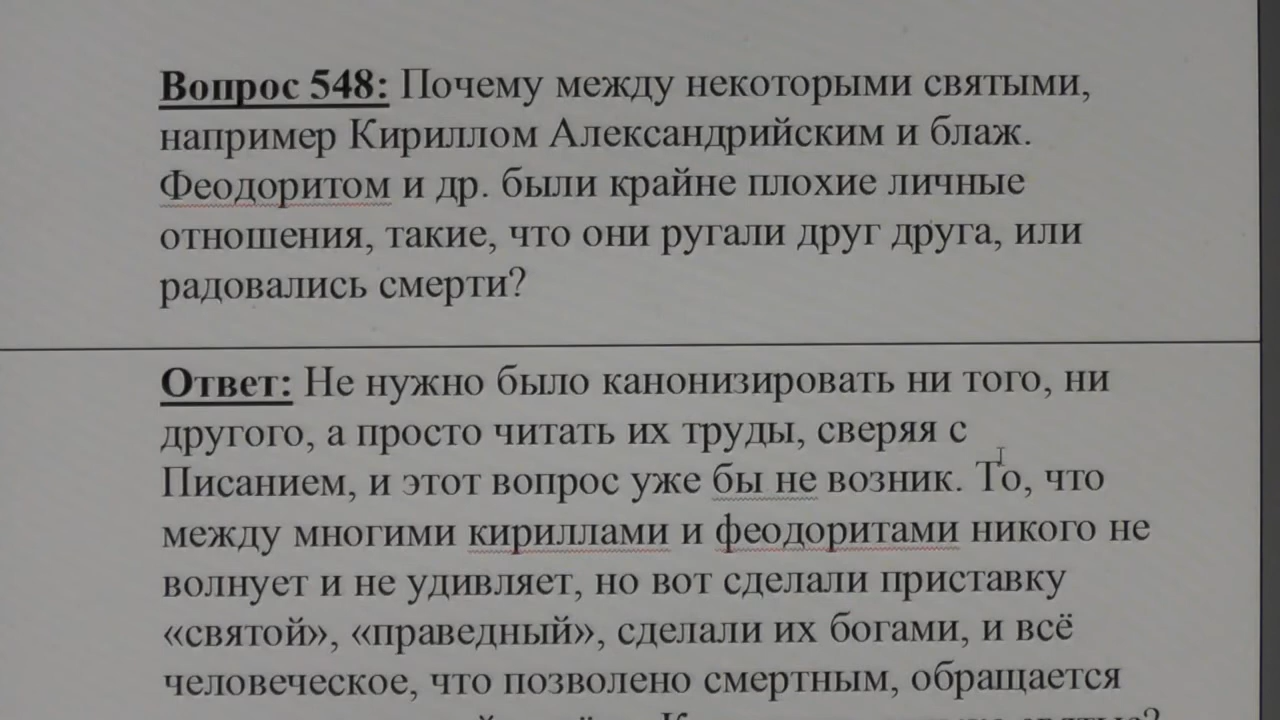 Вопрос 548: Почему между некоторыми святыми,
например Кириллом Александрийским и блаж.
Феодоритом и др. были крайне плохие личные
отношения, такие, что они ругали друг друга, или
радовались смерти?
Ответ: Не нужно было канонизировать ни того, ни
другого, а просто читать их труды, сверяя с
Писанием, и этот вопрос уже бы не возник. То, что
между многими кириллами и феодоритами никого не
волнует и не удивляет, но вот сделали приставку
«святой», «праведный», сделали их богами, и всё
человеческое, что позволено смертным, обращается